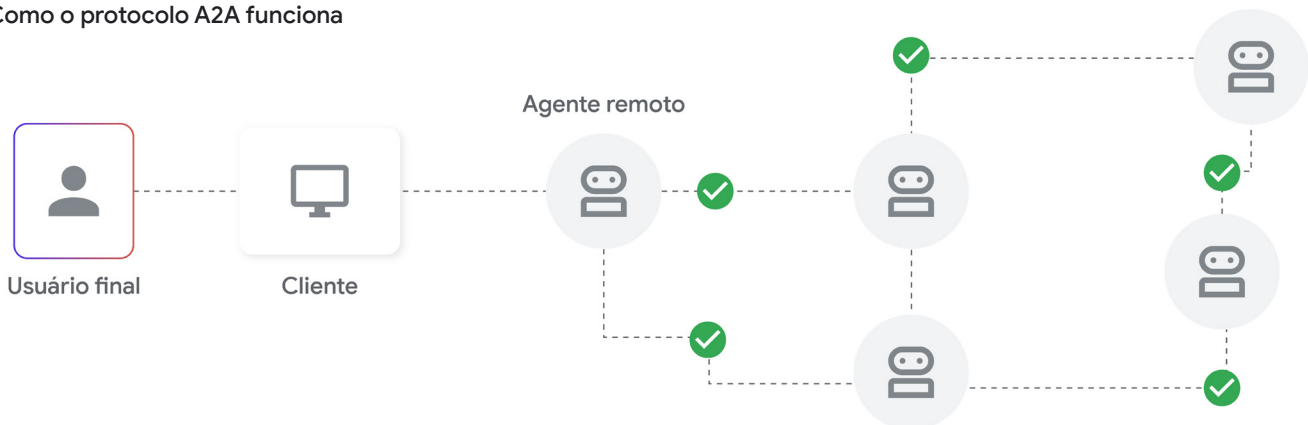 Como o protocolo A2A funciona
Agente remoto
Usuário final
Cliente